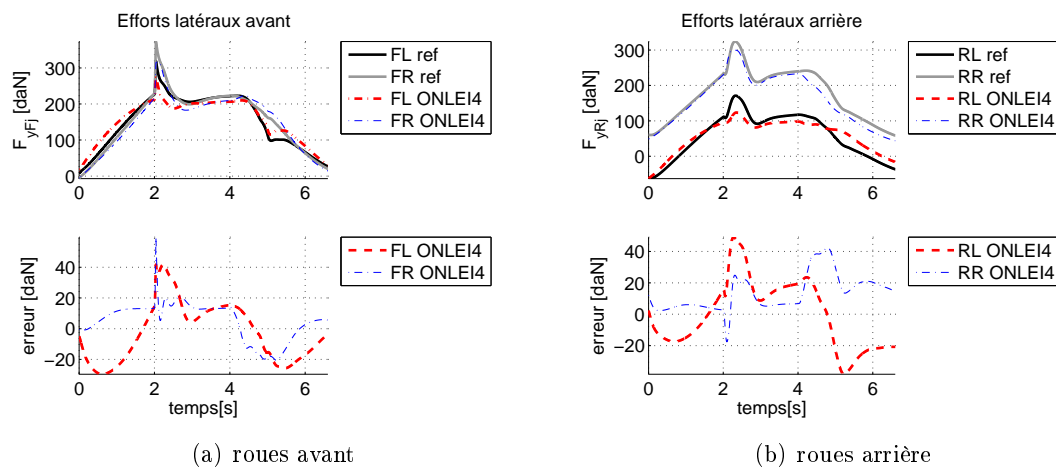 Efforts latéraux avant
F_yFj [daN]
300
200
100
0
0 2 4 6
FL ref
FR ref
FL ONLEI4
FR ONLEI4
erreur [daN]
40
20
0
−20
0 2 4 6
temps[s]
FL ONLEI4
FR ONLEI4
(a) roues avant
Efforts latéraux arrière
F_yRj [daN]
300
200
100
0
0 2 4 6
RL ref
RR ref
RL ONLEI4
RR ONLEI4
erreur [daN]
40
20
0
−20
0 2 4 6
temps[s]
RL ONLEI4
RR ONLEI4
(b) roues arrière